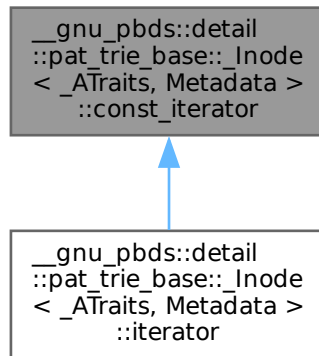 __gnu_pbds::detail
::pat_trie_base::_Inode
< _ATraits, Metadata >
::const_iterator
__gnu_pbds::detail
::pat_trie_base::_Inode
< _ATraits, Metadata >
::iterator